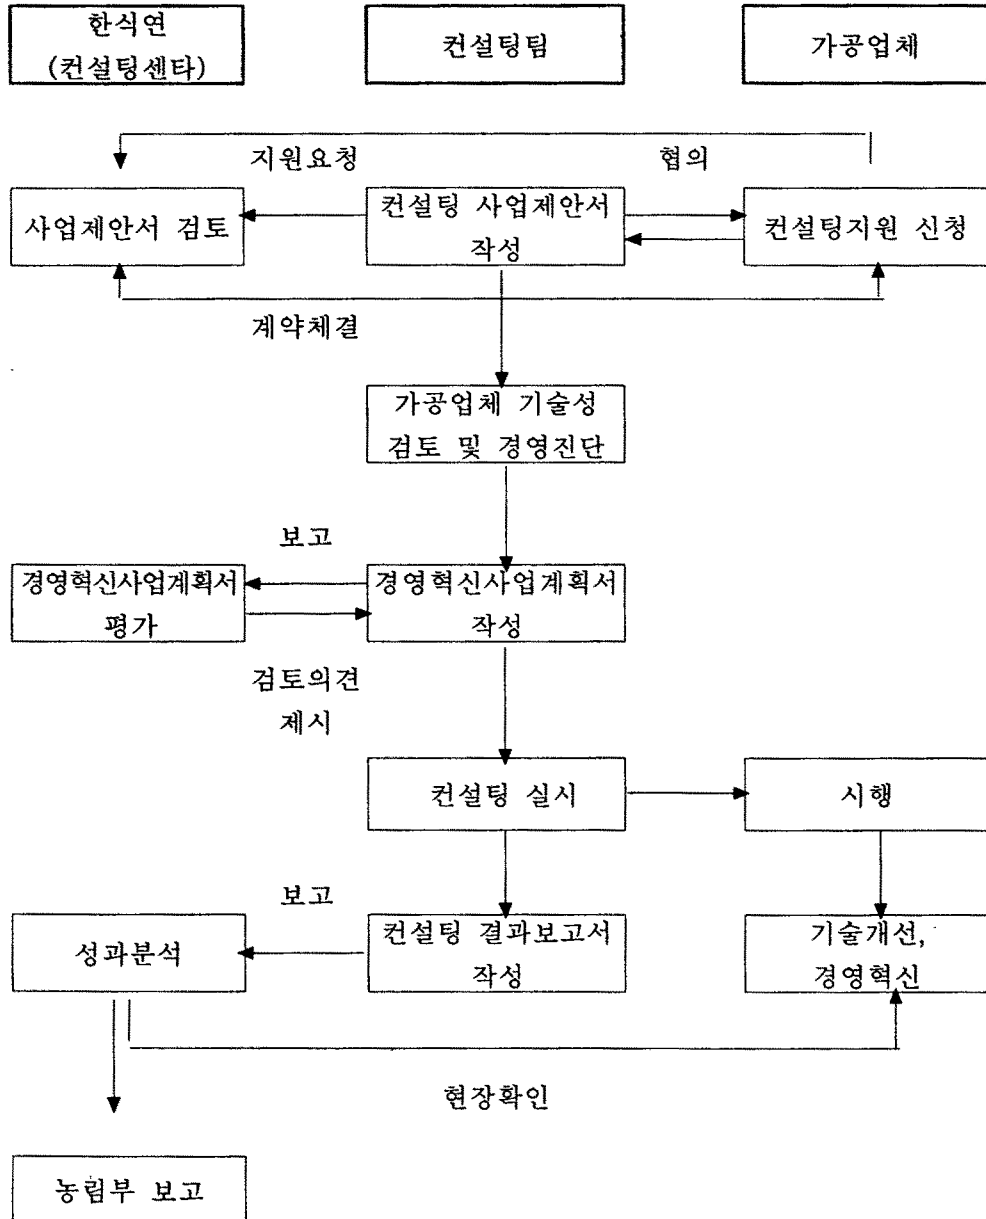 한식연
(컨설팅센타)
컨설팅팀
가공업체
지원요청
협의
사업제안서 검토
컨설팅 사업제안서
작성
컨설팅지원 신청
계약체결
가공업체 기술성
검토 및 경영진단
보고
경영혁신사업계획서
평가
경영혁신사업계획서
작성
검토의견
제시
컨설팅 실시
시행
보고
성과분석
컨설팅 결과보고서
작성
기술개선,
경영혁신
현장확인
농림부 보고